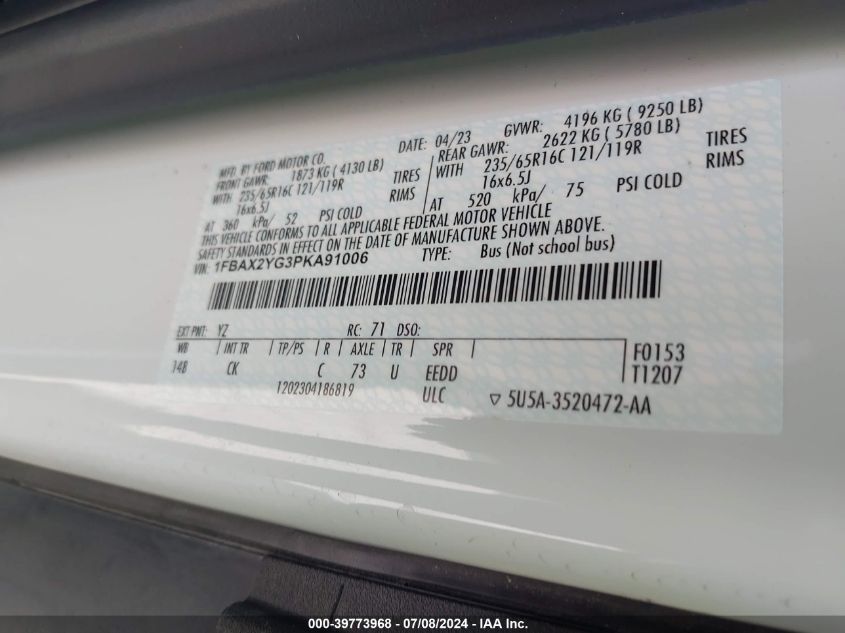 MFD. BY FORD MOTOR CO.
DATE: 04/23 GVWR: 4196 KG ( 9250 LB)
FRONT GAWR: 1873 KG ( 4130 LB)
REAR GAWR: 2622 KG ( 5780 LB)
WITH 235/65R16C 121/119R TIRES
WITH 235/65R16C 121/119R TIRES
16x6.5J RIMS
16x6.5J RIMS
AT 360 kPa/ 52 PSI COLD
AT 520 kPa/ 75 PSI COLD
THIS VEHICLE CONFORMS TO ALL APPLICABLE FEDERAL MOTOR VEHICLE
SAFETY STANDARDS IN EFFECT ON THE DATE OF MANUFACTURE SHOWN ABOVE.
VIN: 1FBAX2YG3PKA91006 TYPE: Bus (Not school bus)
EXT PNT: YZ RC: 71 DSO:
WB INT TR TP/PS R AXLE TR SPR F0153
148 CK C 73 U EEDD T1207
1202304186819 ULC ▽ 5U5A-3520472-AA
000-39773968 - 07/08/2024 - IAA Inc.